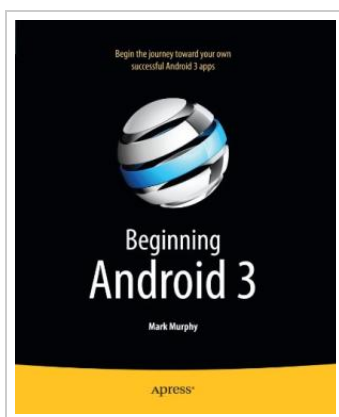 Begin the journey toward your own
successful Android 3 apps
Beginning
Android 3
Mark Murphy
Apress®